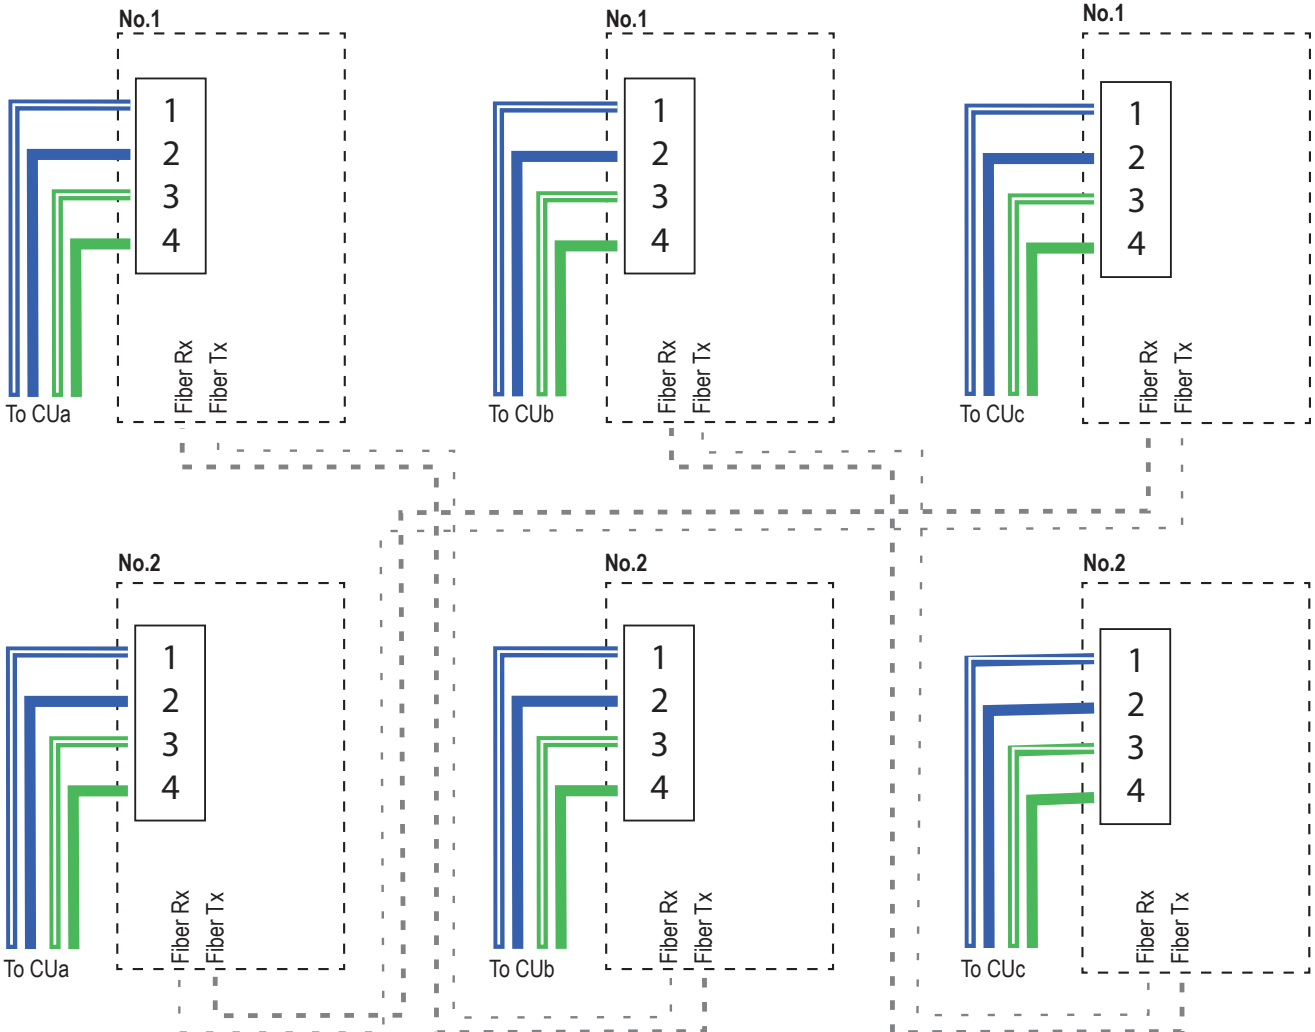 No.1
1
2
3
4
Fiber Rx
Fiber Tx
To CUa
No.1
1
2
3
4
Fiber Rx
Fiber Tx
To CUb
No.1
1
2
3
4
Fiber Rx
Fiber Tx
To CUc
No.2
1
2
3
4
Fiber Rx
Fiber Tx
To CUa
No.2
1
2
3
4
Fiber Rx
Fiber Tx
To CUb
No.2
1
2
3
4
Fiber Rx
Fiber Tx
To CUc